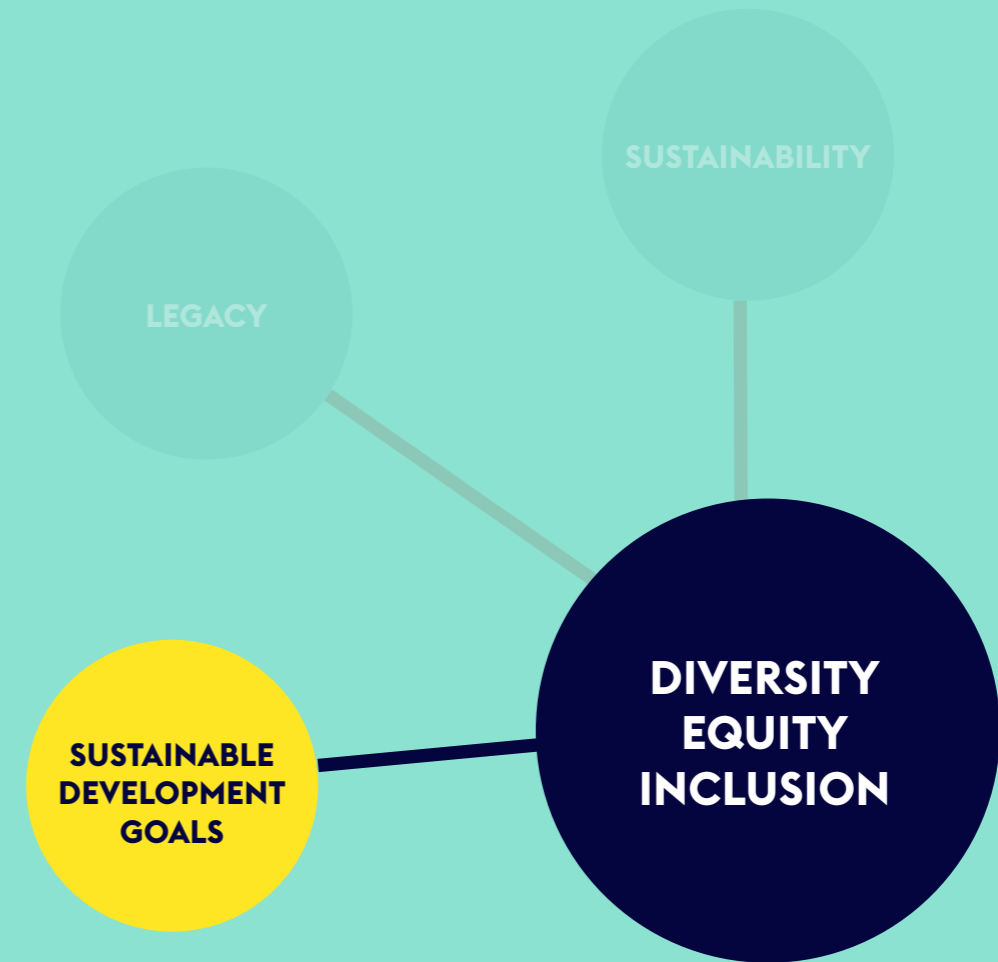 SUSTAINABILITY
LEGACY
DIVERSITY
EQUITY
INCLUSION
SUSTAINABLE
DEVELOPMENT
GOALS